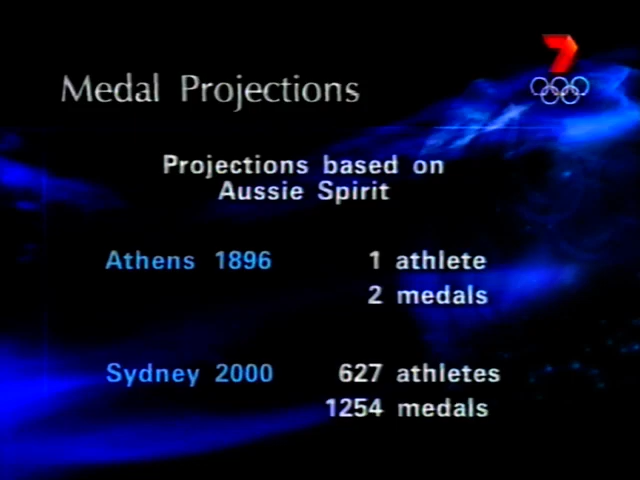 7
Medal Projections
Projections based on
Aussie Spirit
Athens 1896 1 athlete
2 medals
Sydney 2000 627 athletes
1254 medals